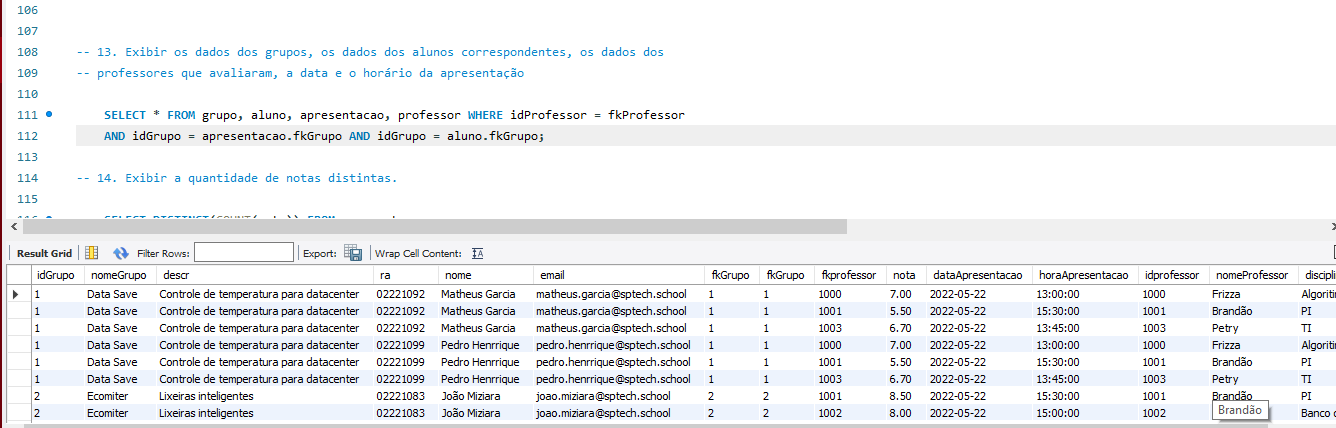 106
107
108 -- 13. Exibir os dados dos grupos, os dados dos alunos correspondentes, os dados dos
109 -- professores que avaliaram, a data e o horário da apresentação
110
111 SELECT * FROM grupo, aluno, apresentacao, professor WHERE idProfessor = fkProfessor
112 AND idGrupo = apresentacao.fkGrupo AND idGrupo = aluno.fkGrupo;
113
114 -- 14. Exibir a quantidade de notas distintas.
115
Result Grid Filter Rows: Export: Wrap Cell Content:
idGrupo nomeGrupo descr ra nome email fkGrupo fkGrupo fkprofessor nota dataApresentacao horaApresentacao idprofessor nomeProfessor
1 Data Save Controle de temperatura para datacenter 02221092 Matheus Garcia matheus.garcia@sptech.school 1 1 1000 7.00 2022-05-22 13:00:00 1000 Frizza
1 Data Save Controle de temperatura para datacenter 02221092 Matheus Garcia matheus.garcia@sptech.school 1 1 1001 5.50 2022-05-22 15:30:00 1001 Brandão PI
1 Data Save Controle de temperatura para datacenter 02221092 Matheus Garcia matheus.garcia@sptech.school 1 1 1003 6.70 2022-05-22 13:45:00 1003 Petry TI
1 Data Save Controle de temperatura para datacenter 02221099 Pedro Henrrique pedro.henrrique@sptech.school 1 1 1000 7.00 2022-05-22 13:00:00 1000 Frizza
1 Data Save Controle de temperatura para datacenter 02221099 Pedro Henrrique pedro.henrrique@sptech.school 1 1 1001 5.50 2022-05-22 15:30:00 1001 Brandão PI
1 Data Save Controle de temperatura para datacenter 02221099 Pedro Henrrique pedro.henrrique@sptech.school 1 1 1003 6.70 2022-05-22 13:45:00 1003 Petry TI
2 Ecomiter Lixeiras inteligentes 02221083 João Miziara joao.miziara@sptech.school 2 2 1001 8.50 2022-05-22 15:30:00 1001 Brandão PI
2 Ecomiter Lixeiras inteligentes 02221083 João Miziara joao.miziara@sptech.school 2 2 1002 8.00 2022-05-22 15:00:00 1002 Banco
Brandão